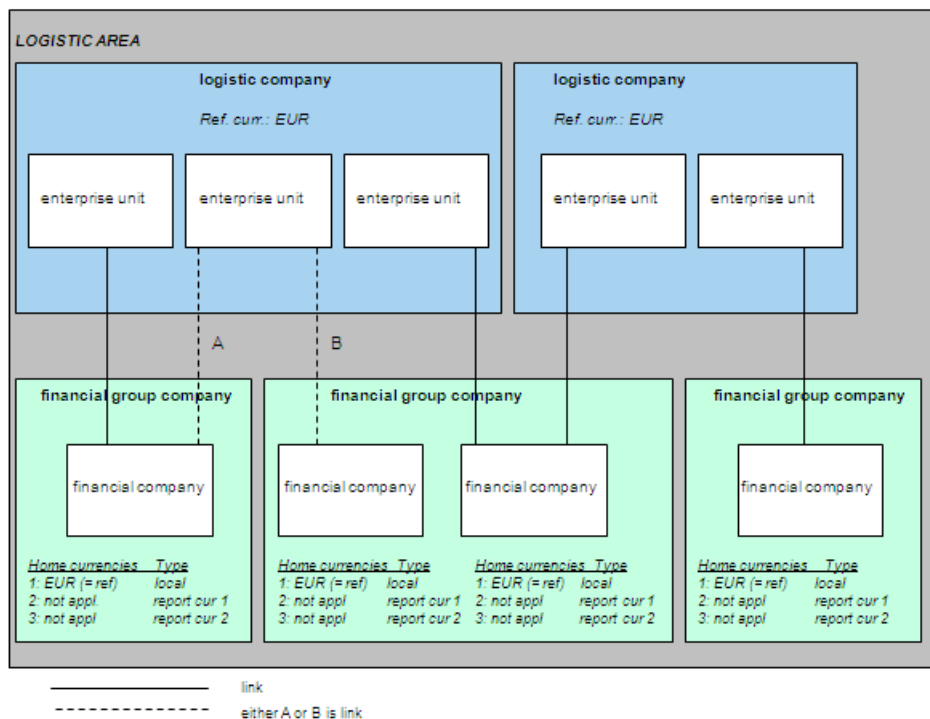 LOGISTIC AREA
logistic company
Ref. curr.: EUR
enterprise unit
enterprise unit
enterprise unit
logistic company
Ref. curr.: EUR
enterprise unit
enterprise unit
A
B
financial group company
financial company
Home currencies Type
1: EUR (= ref) local
2: not appl. report cur 1
3: not appl report cur 2
financial group company
financial company
Home currencies Type
1: EUR (= ref) local
2: not appl report cur 1
3: not appl report cur 2
financial company
Home currencies Type
1: EUR (= ref) local
2: not appl report cur 1
3: not appl report cur 2
financial group company
financial company
Home currencies Type
1: EUR (= ref) local
2: not appl report cur 1
3: not appl report cur 2
link
either A or B is link